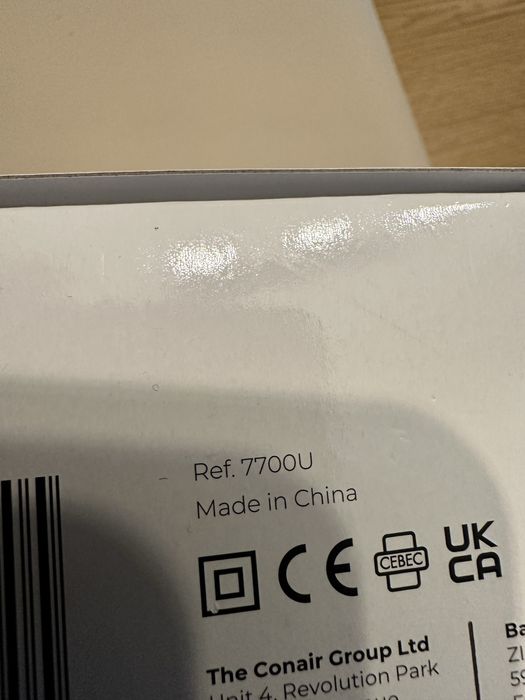 Ref. 7700U
Made in China
CE CEBEC UK
CA
The Conair Group Ltd
Unit 4, Revolution Park